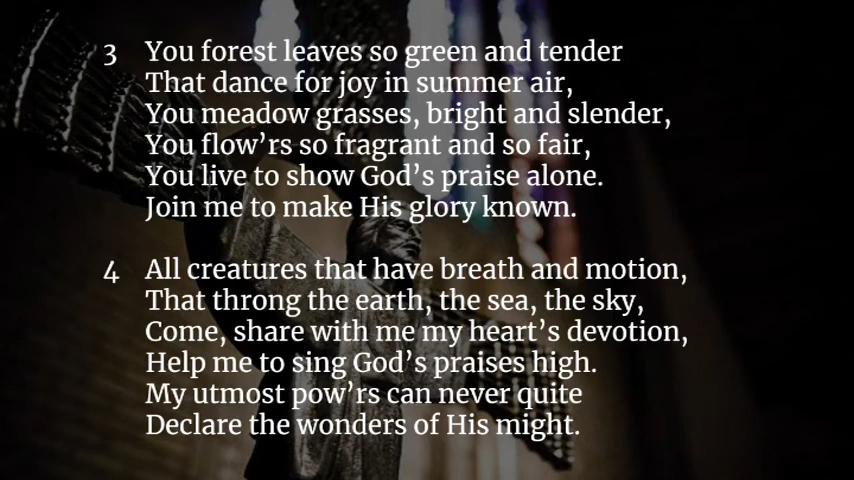 3 You forest leaves so green and tender
That dance for joy in summer air,
You meadow grasses, bright and slender,
You flow’rs so fragrant and so fair,
You live to show God’s praise alone.
Join me to make His glory known.
4 All creatures that have breath and motion,
That throng the earth, the sea, the sky,
Come, share with me my heart’s devotion,
Help me to sing God’s praises high.
My utmost pow’rs can never quite
Declare the wonders of His might.